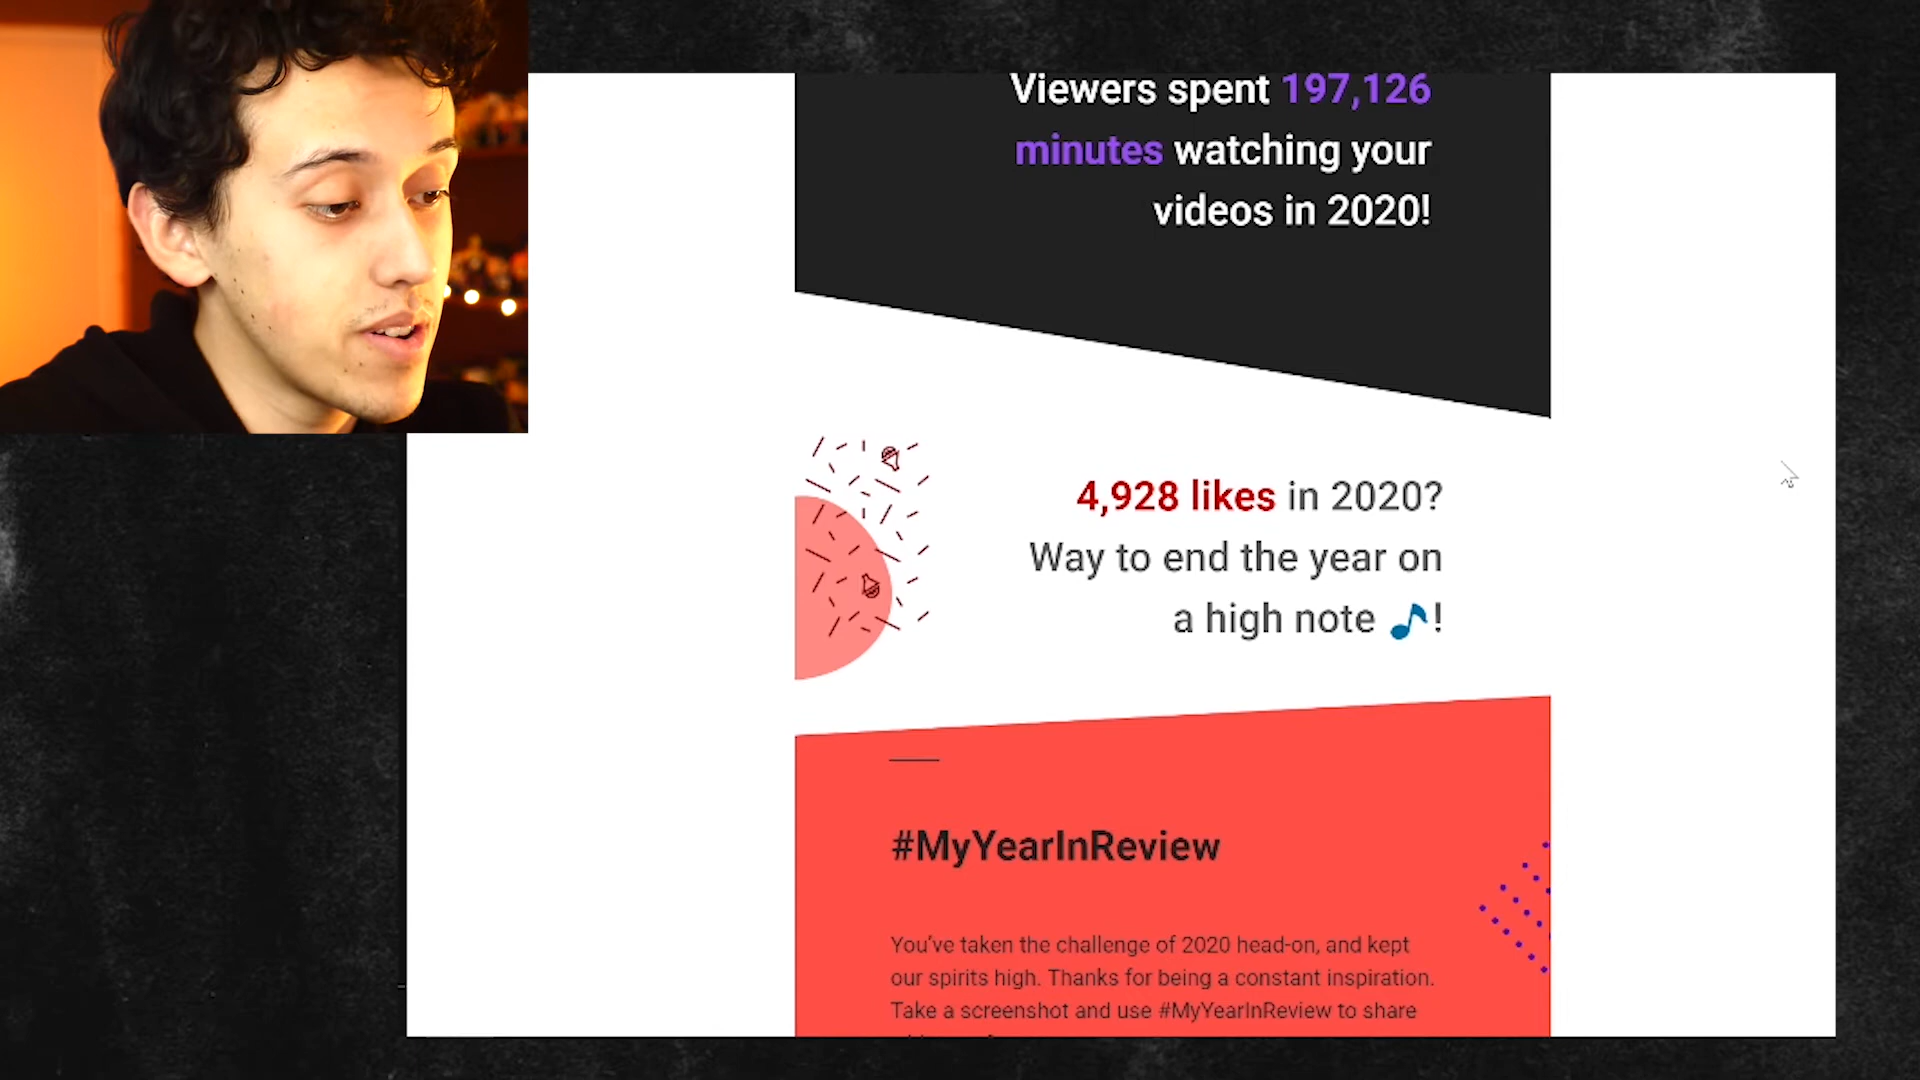 Viewers spent 197,126
minutes watching your
videos in 2020!
4,928 likes in 2020?
Way to end the year on
a high note 🎵!
#MyYearInReview
You’ve taken the challenge of 2020 head-on, and kept
our spirits high. Thanks for being a constant inspiration.
Take a screenshot and use #MyYearInReview to share